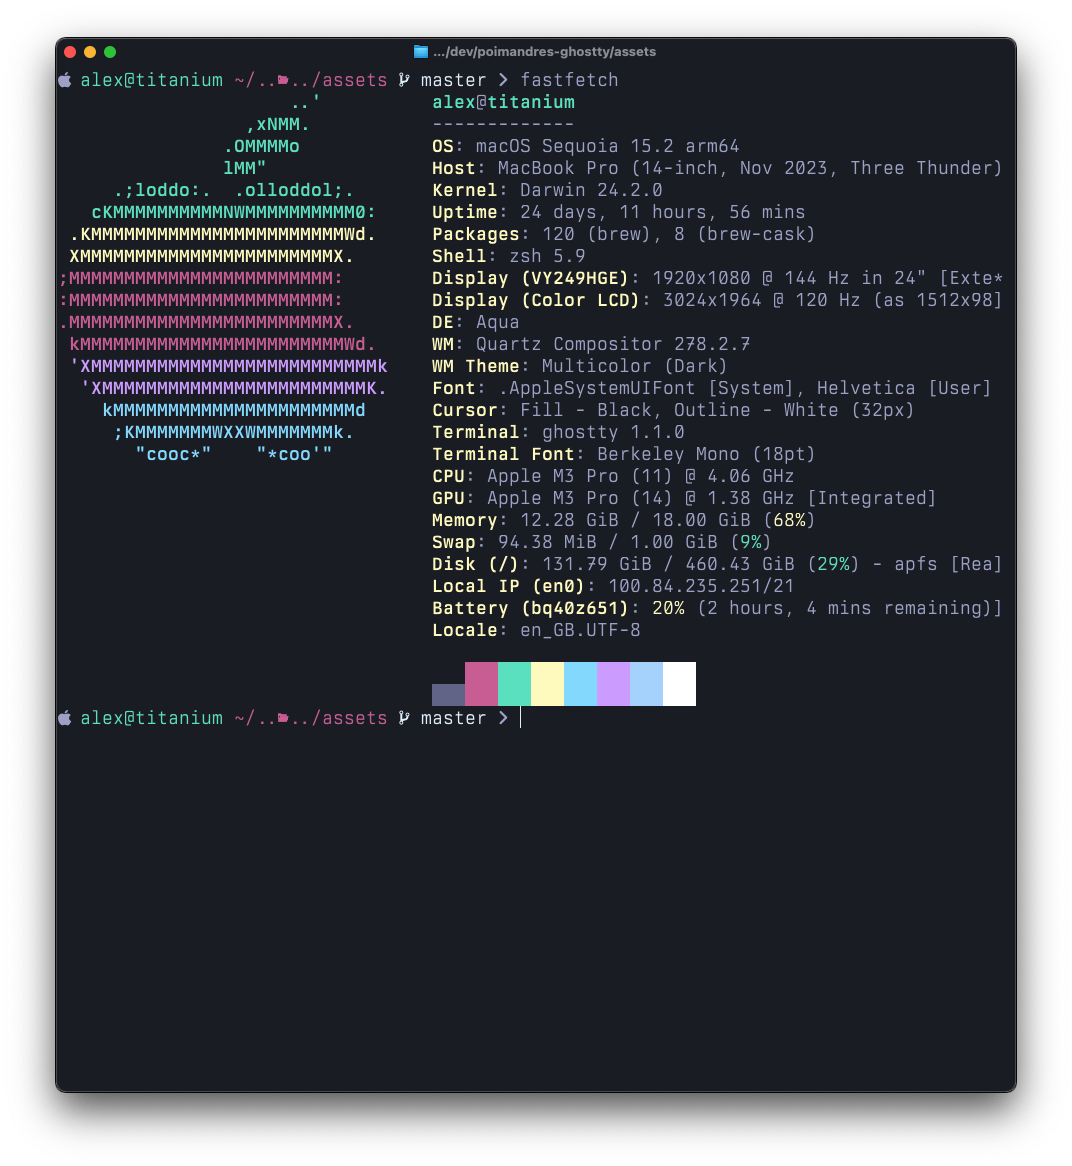 .../dev/poimandres-ghostty/assets
alex@titanium ~/..../assets master > fastfetch
..'
,xNMM.
.OMMMMo
lMM"
.;loddo:. .olloddol;.
cKMMMMMMMMMMNWMMMMMMMMMM0:
.KMMMMMMMMMMMMMMMMMMMMMMMWd.
XMMMMMMMMMMMMMMMMMMMMMMMX.
;MMMMMMMMMMMMMMMMMMMMMMMM:
:MMMMMMMMMMMMMMMMMMMMMMMM:
.MMMMMMMMMMMMMMMMMMMMMMMMX.
kMMMMMMMMMMMMMMMMMMMMMMMMWd.
'XMMMMMMMMMMMMMMMMMMMMMMMMMMk
'XMMMMMMMMMMMMMMMMMMMMMMMMK.
kMMMMMMMMMMMMMMMMMMMMMMd
;KMMMMMMMWXXWMMMMMMMk.
"cooc*" "*coo'"
alex@titanium
-------------
OS: macOS Sequoia 15.2 arm64
Host: MacBook Pro (14-inch, Nov 2023, Three Thunder)
Kernel: Darwin 24.2.0
Uptime: 24 days, 11 hours, 56 mins
Packages: 120 (brew), 8 (brew-cask)
Shell: zsh 5.9
Display (VY249HGE): 1920x1080 @ 144 Hz in 24" [Exte*
Display (Color LCD): 3024x1964 @ 120 Hz (as 1512x98]
DE: Aqua
WM: Quartz Compositor 278.2.7
WM Theme: Multicolor (Dark)
Font: .AppleSystemUIFont [System], Helvetica [User]
Cursor: Fill - Black, Outline - White (32px)
Terminal: ghostty 1.1.0
Terminal Font: Berkeley Mono (18pt)
CPU: Apple M3 Pro (11) @ 4.06 GHz
GPU: Apple M3 Pro (14) @ 1.38 GHz [Integrated]
Memory: 12.28 GiB / 18.00 GiB (68%)
Swap: 94.38 MiB / 1.00 GiB (9%)
Disk (/): 131.79 GiB / 460.43 GiB (29%) - apfs [Rea]
Local IP (en0): 100.84.235.251/21
Battery (bq40z651): 20% (2 hours, 4 mins remaining)]
Locale: en_GB.UTF-8
alex@titanium ~/..../assets master >